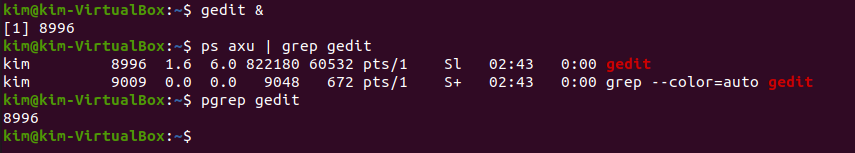 kim@kim-VirtualBox:~$ gedit &
[1] 8996
kim@kim-VirtualBox:~$ ps axu | grep gedit
kim         8996  1.6  6.0 822180 60532 pts/1    Sl   02:43   0:00 gedit
kim         9009  0.0  0.0   9048   672 pts/1    S+   02:43   0:00 grep --color=auto gedit
kim@kim-VirtualBox:~$ pgrep gedit
8996
kim@kim-VirtualBox:~$